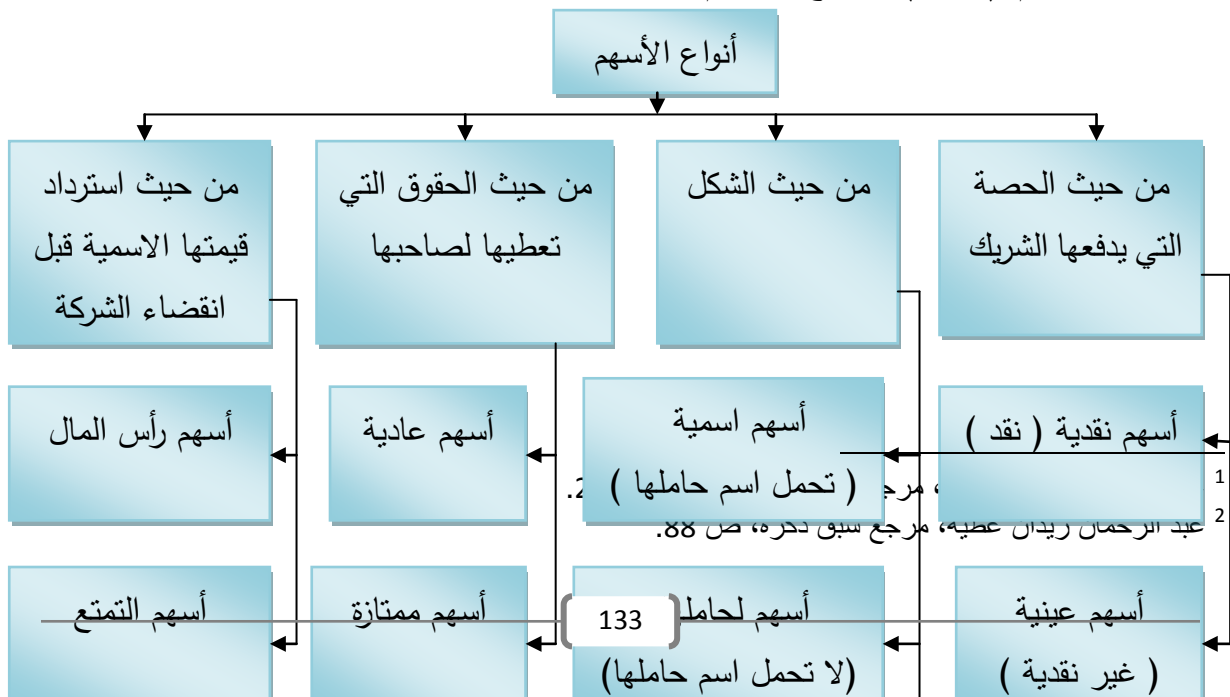 أنواع الأسهم
من حيث الحصة
التي يدفعها الشريك
من حيث الشكل
من حيث الحقوق التي
تعطيها لصاحبها
من حيث استرداد
قيمتها الاسمية قبل
انقضاء الشركة
أسهم نقدية ( نقد )
أسهم اسمية
( تحمل اسم حاملها )
أسهم عادية
أسهم رأس المال
1
2 عبد الرحمان زيدان عطية، مرجع سبق ذكره، ص 88.
أسهم عينية
( غير نقدية )
أسهم لحامل
(لا تحمل اسم حاملها)
أسهم ممتازة
أسهم التمتع
133